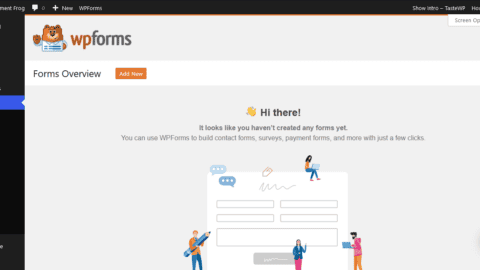 ment Frog 0 New WPForms Show Intro – TasteWP
Screen Op
wpforms
Forms Overview Add New
Hi there!
It looks like you haven't created any forms yet.
You can use WPForms to build contact forms, surveys, payment forms, and more with just a few clicks.